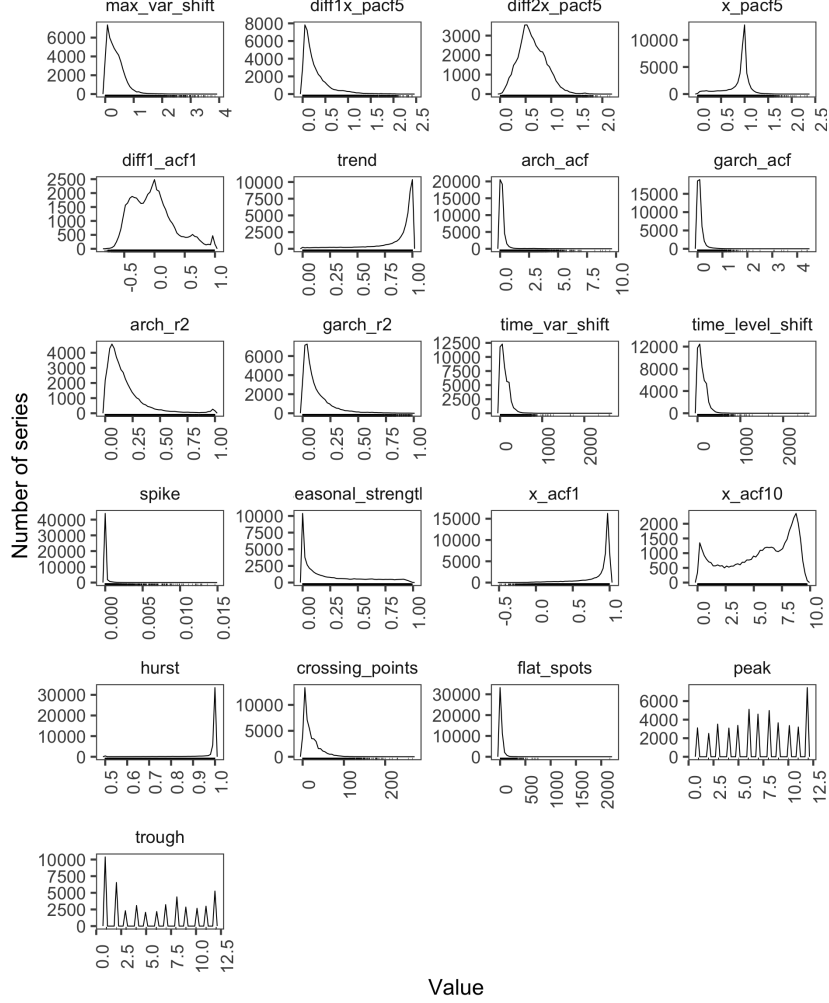 max_var_shift
6000
4000
2000
0
0 1 2 3 4
diff1x_pacf5
8000
6000
4000
2000
0
0.0 0.5 1.0 1.5 2.0 2.5
diff2x_pacf5
3000
2000
1000
0
0.0 0.5 1.0 1.5 2.0
x_pacf5
10000
5000
0
0.0 0.5 1.0 1.5 2.0 2.5
diff1_acf1
2500
2000
1500
1000
500
0
-0.5 0.0 0.5 1.0
trend
10000
7500
5000
2500
0
0.00 0.25 0.50 0.75 1.00
arch_acf
20000
15000
10000
5000
0
0.0 2.5 5.0 7.5 10.0
garch_acf
15000
10000
5000
0
0 1 2 3 4
arch_r2
4000
3000
2000
1000
0
0.00 0.25 0.50 0.75 1.00
garch_r2
6000
4000
2000
0
0.00 0.25 0.50 0.75 1.00
time_var_shift
12500
10000
7500
5000
2500
0
0 1000 2000
time_level_shift
12000
8000
4000
0
0 1000 2000
Number of series
spike
40000
30000
20000
10000
0
0.000 0.005 0.010 0.015
easonal_strengtl
10000
7500
5000
2500
0
0.00 0.25 0.50 0.75 1.00
x_acf1
15000
10000
5000
0
-0.5 0.0 0.5 1.0
x_acf10
2000
1500
1000
500
0
0.0 2.5 5.0 7.5 10.0
hurst
30000
20000
10000
0
0.5 0.6 0.7 0.8 0.9 1.0
crossing_points
10000
5000
0
0 100 200
flat_spots
30000
20000
10000
0
0 1000 1500
peak
6000
4000
2000
0
0.0 2.5 5.0 7.5 10.0 12.5
trough
10000
7500
5000
2500
0
0.0 2.5 5.0 7.5 10.0 12.5
Value